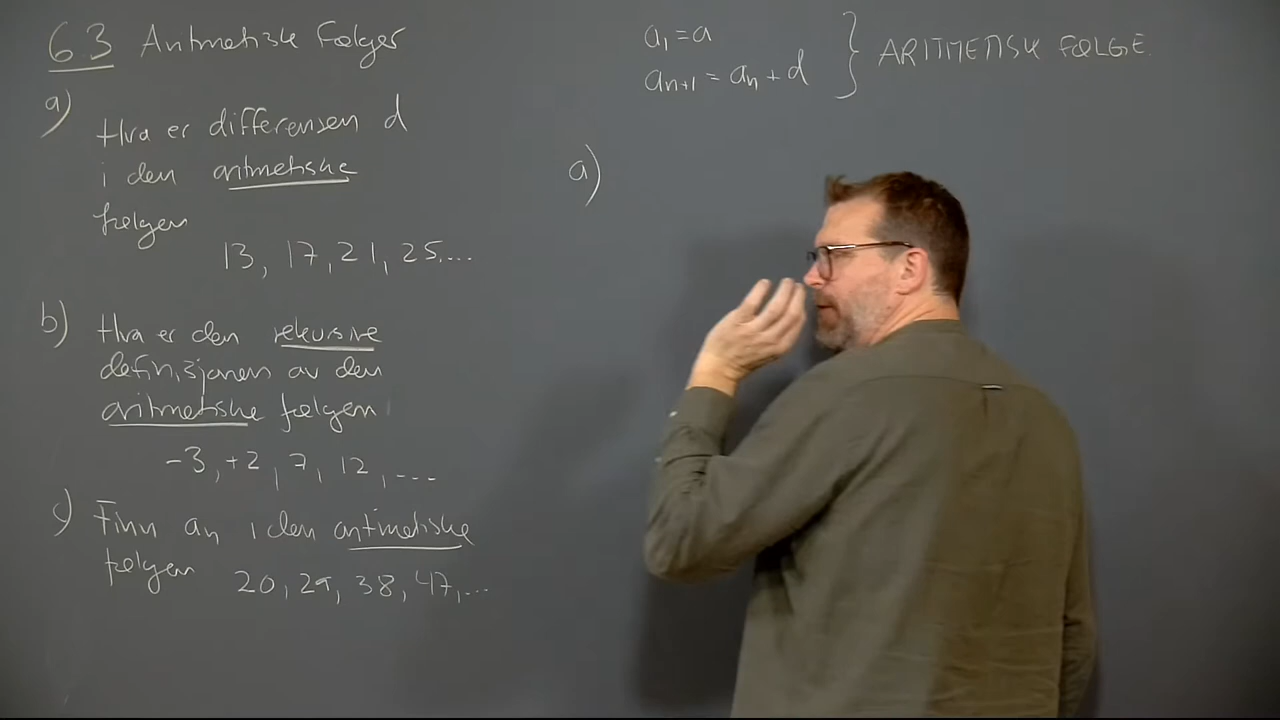 6.3 Aritmetiske Følger
a)
Hva er differensen d
i den aritmetiske
følgen
13, 17, 21, 25,...
b) Hva er den rekursive
definisjonen av den
aritmetiske følgen
-3, +2, 7, 12, ....
c) Finn an i den aritmetiske
følgen 20, 29, 38, 47,...
a₁ = a
aₙ₊₁ = aₙ + d } ARITMETISK FØLGE.
a)